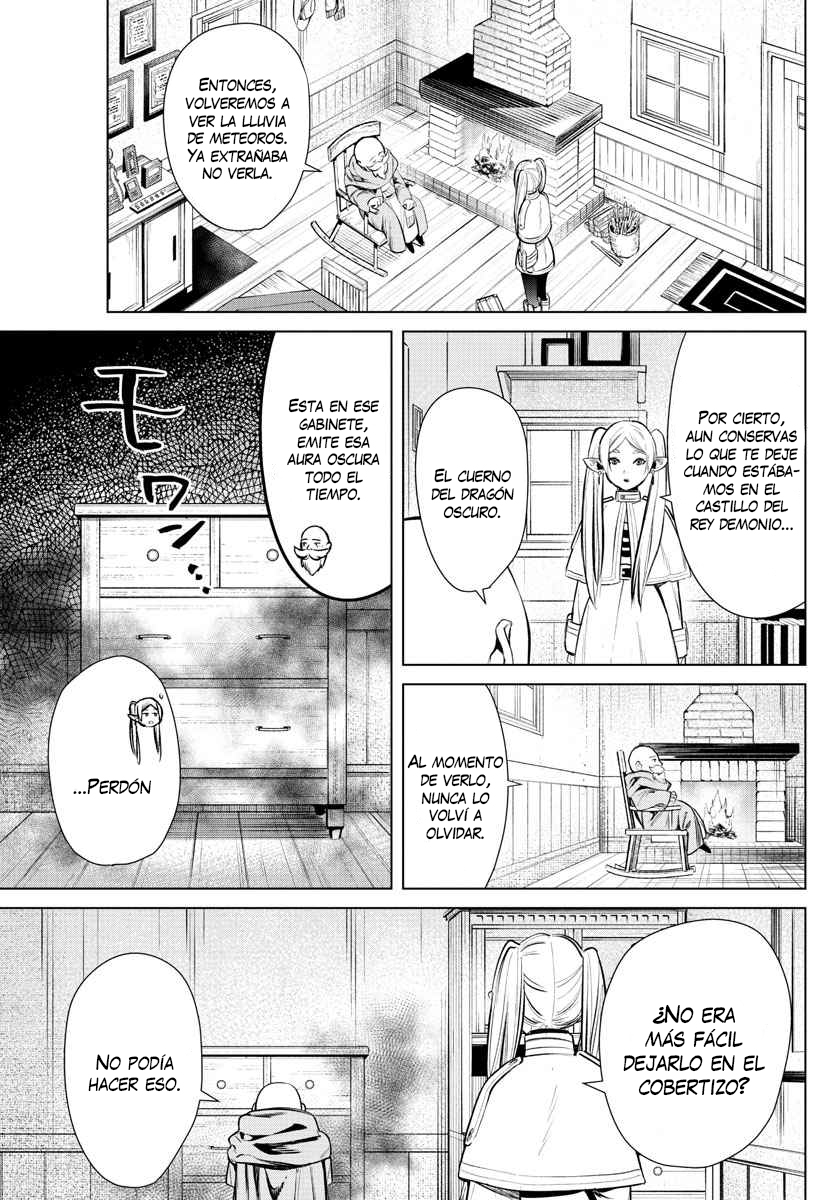 ENTONCES,
VOLVEREMOS A
VER LA LLUVIA
DE METEOROS.
YA EXTRAÑABA
NO VERLA.
POR CIERTO,
AUN CONSERVAS
LO QUE TE DEJE
CUANDO ESTÁBA-
MOS EN EL
CASTILLO DEL
REY DEMONIO...
EL CUERNO
DEL DRAGÓN
OSCURO.
AL MOMENTO
DE VERLO,
NUNCA LO
VOLVÍ A
OLVIDAR.
ESTA EN ESE
GABINETE,
EMITE ESA
AURA OSCURA
TODO EL
TIEMPO.
モワン
...PERDÓN
¿NO ERA
MÁS FÁCIL
DEJARLO EN EL
COBERTIZO?
NO PODÍA
HACER ESO.